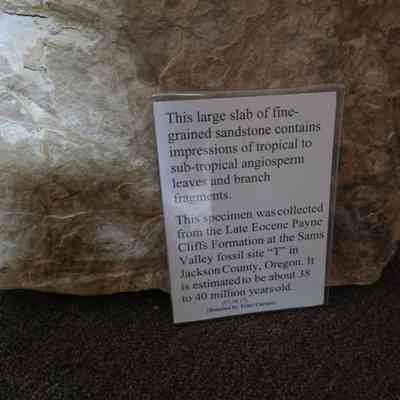 This large slab of fine-
grained sandstone contains
impressions of tropical to
sub-tropical angiosperm
leaves and branch
fragments.
This specimen was collected
from the Late Eocene Payne
Cliffs Formation at the Sams
Valley fossil site "T" in
Jackson County, Oregon. It
is estimated to be about 38
to 40 million years old.